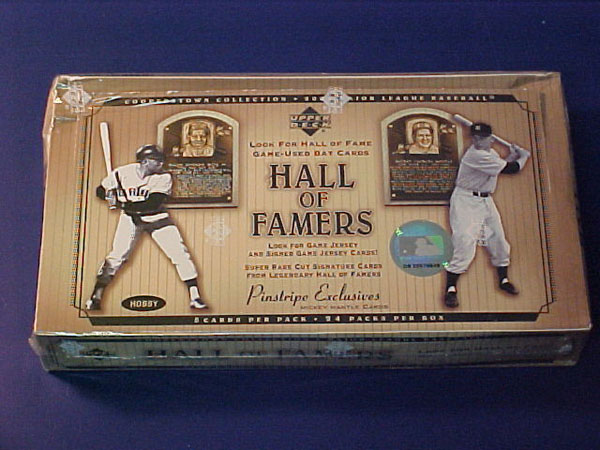 COOPERSTOWN COLLECTION • MAJOR LEAGUE BASEBALL®
UPPER DECK
LOOK FOR HALL OF FAME
GAME-USED BAT CARDS
HALL
OF
FAMERS
LOOK FOR GAME JERSEY
AND SIGNED GAME JERSEY CARDS!
SUPER RARE CUT SIGNATURE CARDS
FROM LEGENDARY HALL OF FAMERS
Pinstripe Exclusives
MICKEY MANTLE CARDS
HOBBY
5 CARDS PER PACK • 24 PACKS PER BOX
HALL OF FAMERS